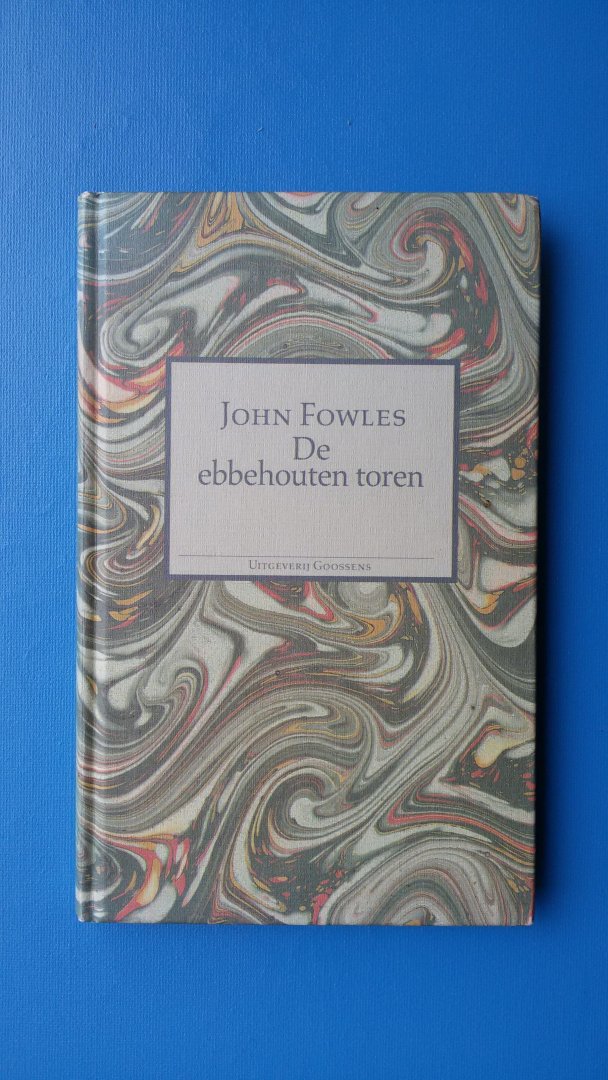 John Fowles
De
ebbehouten toren
Uitgeverij Goossens